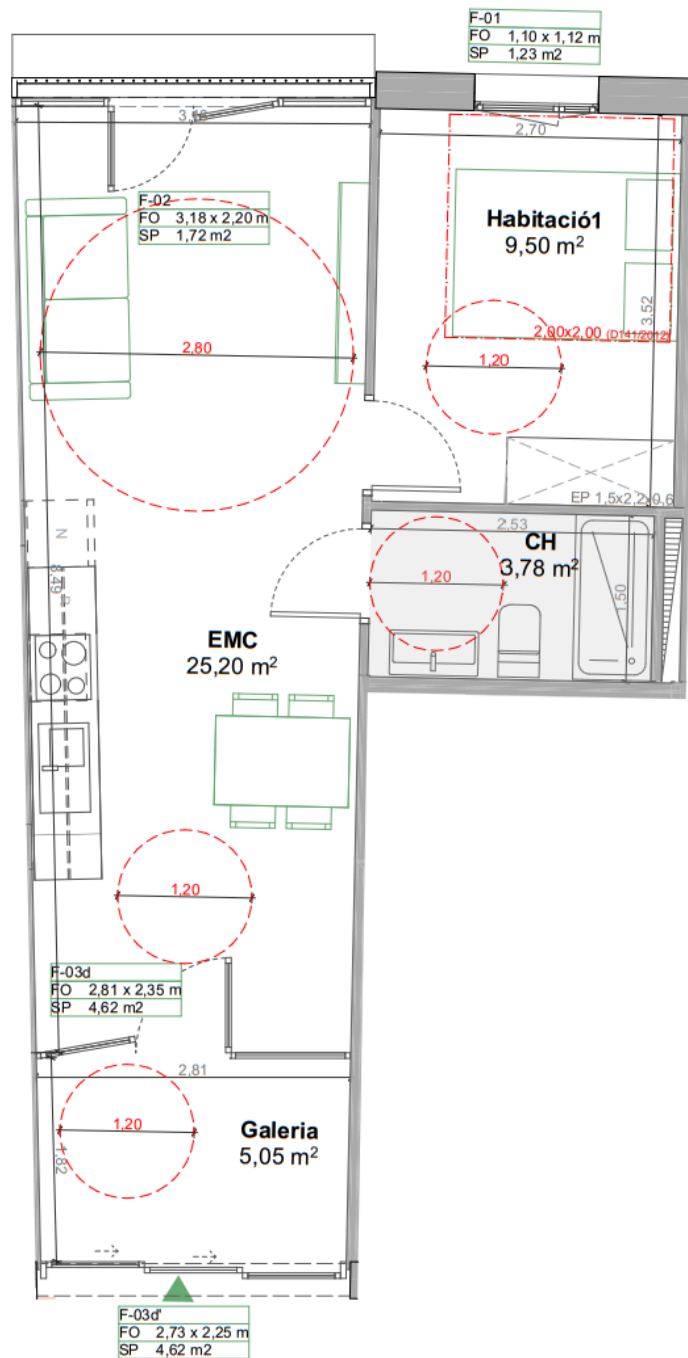 F-01
FO 1,10 x 1,12 m
SP 1,23 m2
2,70
F-02
FO 3,18 x 2,20 m
SP 1,72 m2
Habitació1
9,50 m²
3,52
2,00x2,00 (D141/2012)
2,80
1,20
EP 1,5x2,2x0,6
2,53
CH
3,78 m²
1,20
1,50
N
8,49
EMC
25,20 m²
1,20
F-03d
FO 2,81 x 2,35 m
SP 4,62 m2
2,81
1,20
Galeria
5,05 m²
1,82
F-03d'
FO 2,73 x 2,25 m
SP 4,62 m2